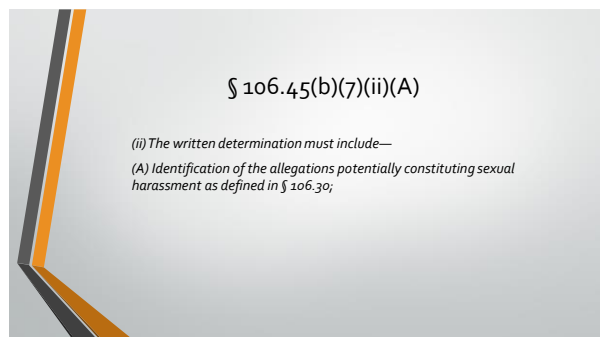 § 106.45(b)(7)(ii)(A)
(ii) The written determination must include—
(A) Identification of the allegations potentially constituting sexual
harassment as defined in § 106.30;